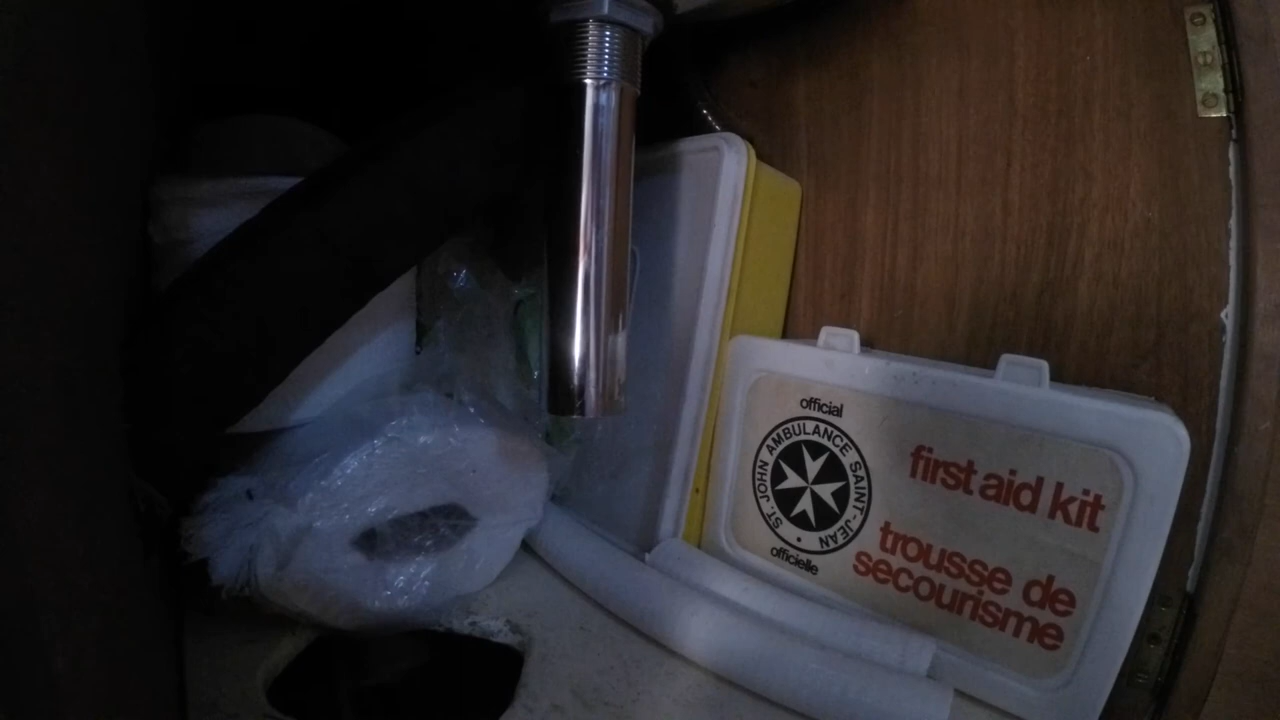 official
ST. JOHN AMBULANCE SAINT-JEAN
officielle
first aid kit
trousse de
secourisme